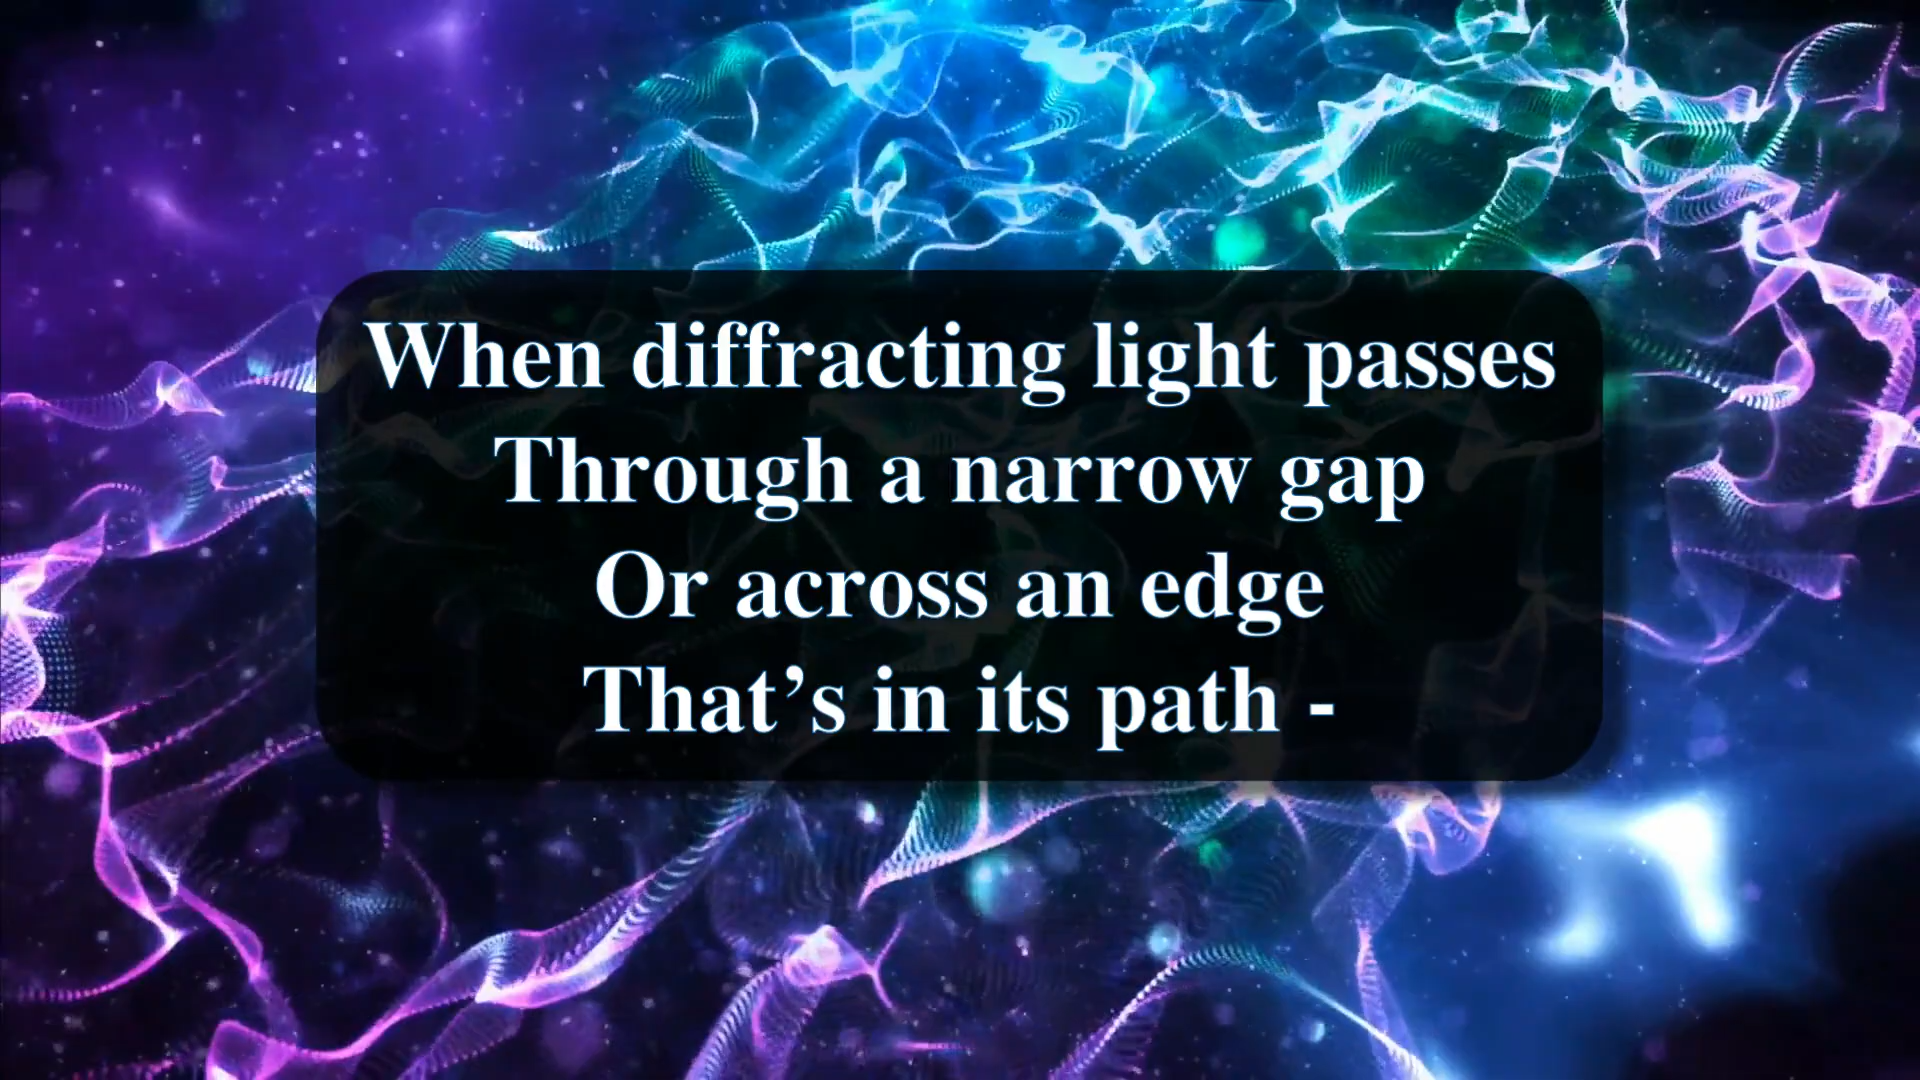 When diffracting light passes
Through a narrow gap
Or across an edge
That’s in its path -